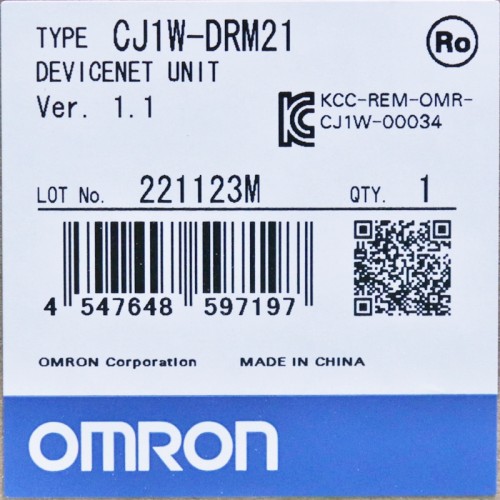 TYPE CJ1W-DRM21 Ro
DEVICENET UNIT
Ver. 1.1
KCC-REM-OMR-
CJ1W-00034
LOT No. 221123M QTY. 1
4 547648 597197
OMRON Corporation MADE IN CHINA
OMRON